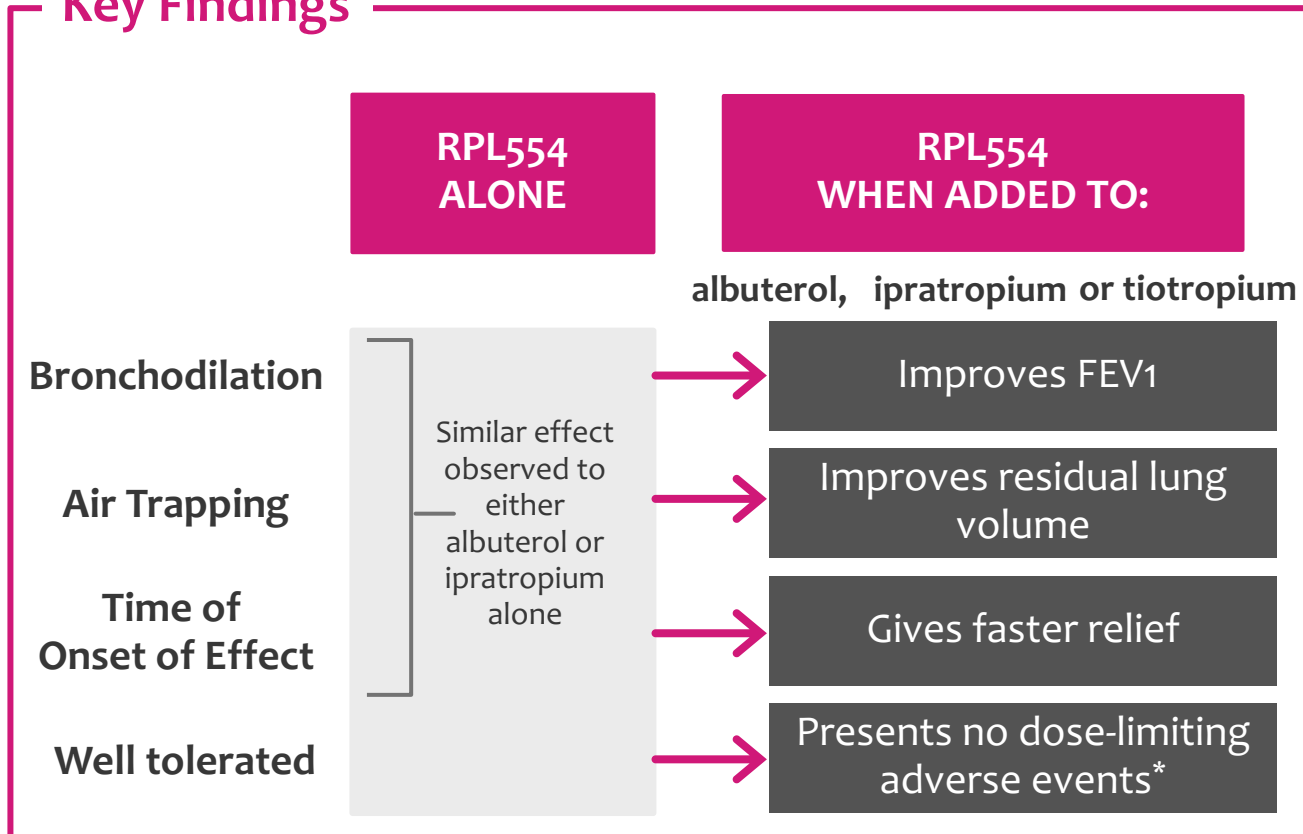 Key Findings
RPL554
ALONE
RPL554
WHEN ADDED TO:
albuterol, ipratropium or tiotropium
Bronchodilation
Air Trapping
Time of
Onset of Effect
Well tolerated
Similar effect
observed to
either
albuterol or
ipratropium
alone
Improves FEV1
Improves residual lung
volume
Gives faster relief
Presents no dose-limiting
adverse events*